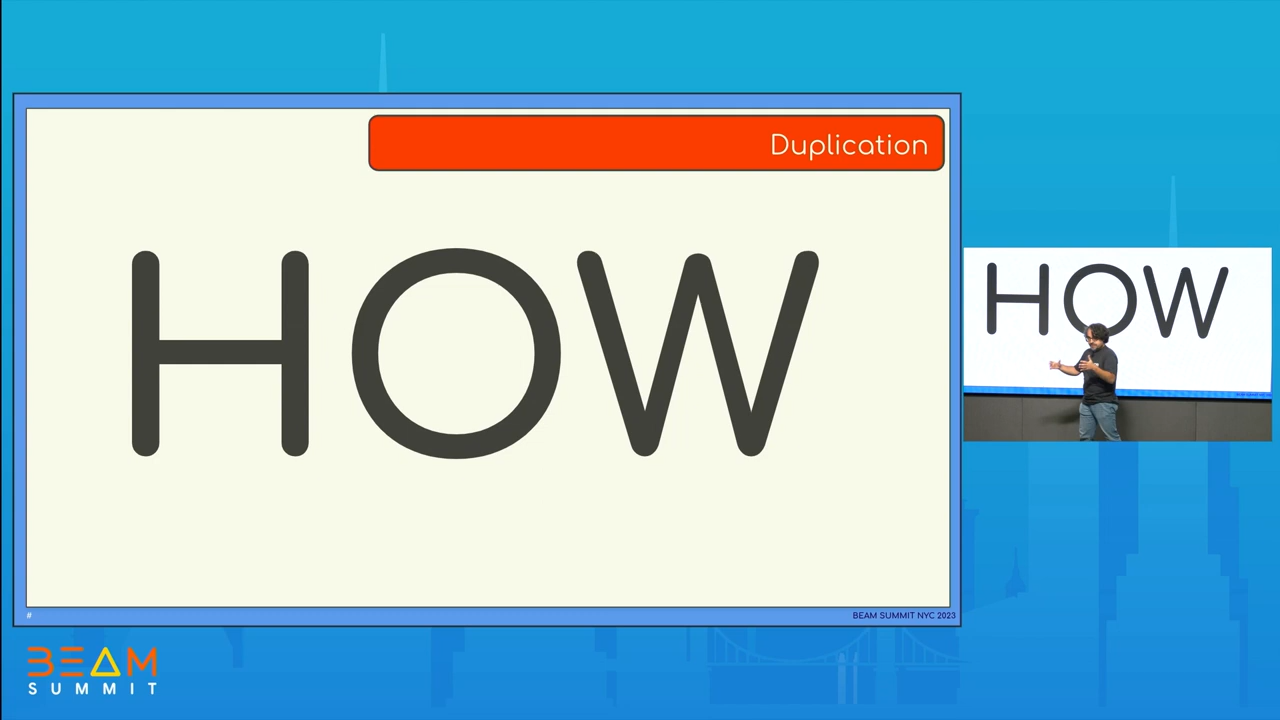 Duplication
HOW
HOW
#
BEAM SUMMIT NYC 2023
BEAM
SUMMIT